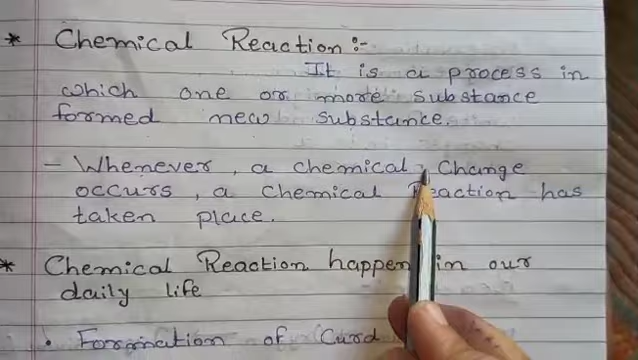 * Chemical Reaction :-
It is a process in
which one or more substance
formed new substance.
- Whenever, a chemical Change
occurs, a chemical Reaction has
taken place.
* Chemical Reaction happen in our
daily life
• Formination of Curd